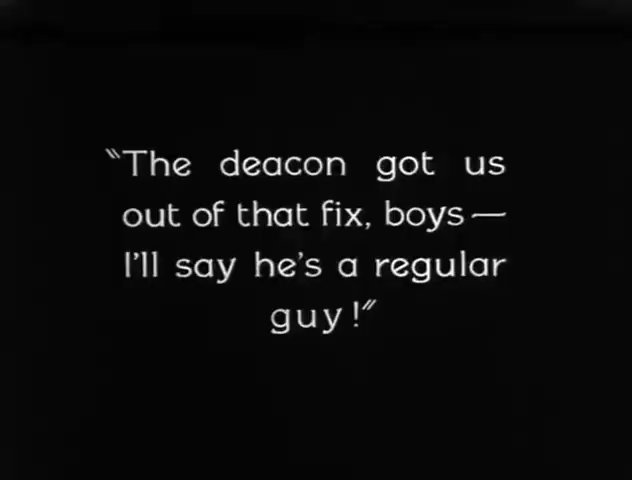 "The deacon got us
out of that fix, boys—
I'll say he's a regular
guy!"